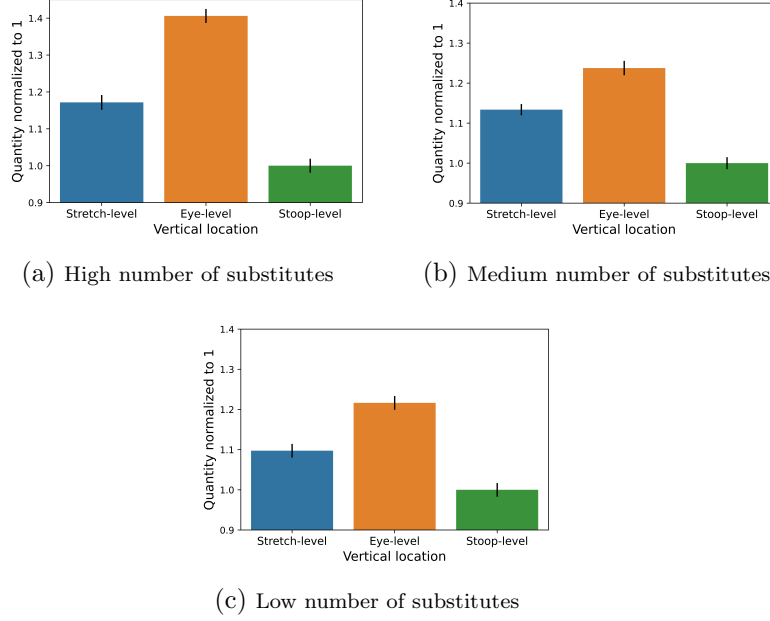 1.4
1.3
1.2
1.1
1.0
0.9
Quantity normalized to 1
Stretch-level Eye-level Stoop-level
Vertical location
(a) High number of substitutes
1.4
1.3
1.2
1.1
1.0
0.9
Quantity normalized to 1
Stretch-level Eye-level Stoop-level
Vertical location
(b) Medium number of substitutes
1.4
1.3
1.2
1.1
1.0
0.9
Quantity normalized to 1
Stretch-level Eye-level Stoop-level
Vertical location
(c) Low number of substitutes